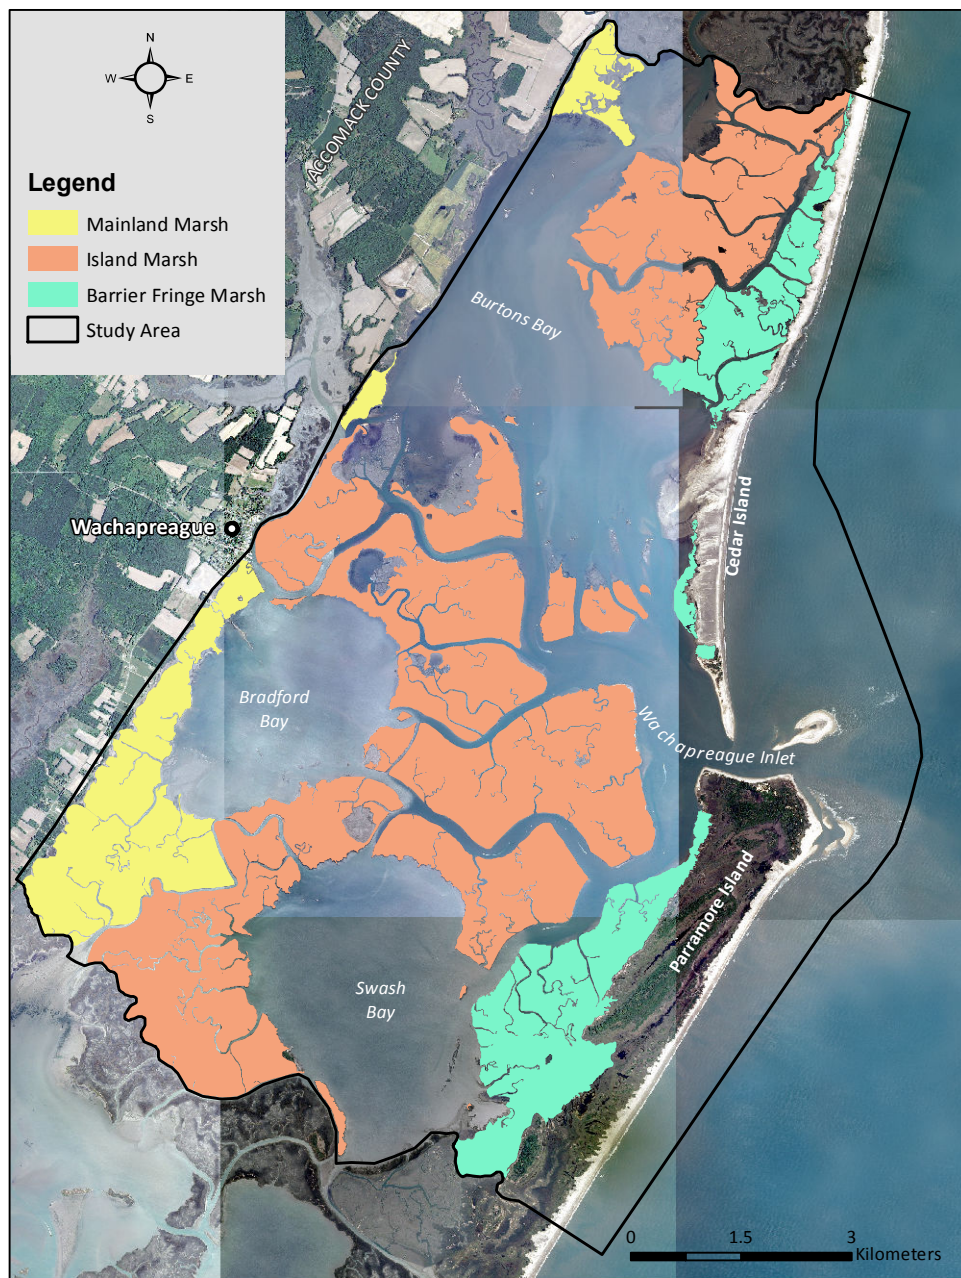 N
W E
S
ACCOMACK COUNTY
Legend
Mainland Marsh
Island Marsh
Barrier Fringe Marsh
Study Area
Burtons Bay
Wachapreague
Cedar Island
Bradford
Bay
Wachapreague Inlet
Parramore Island
Swash
Bay
0 1.5 3
Kilometers